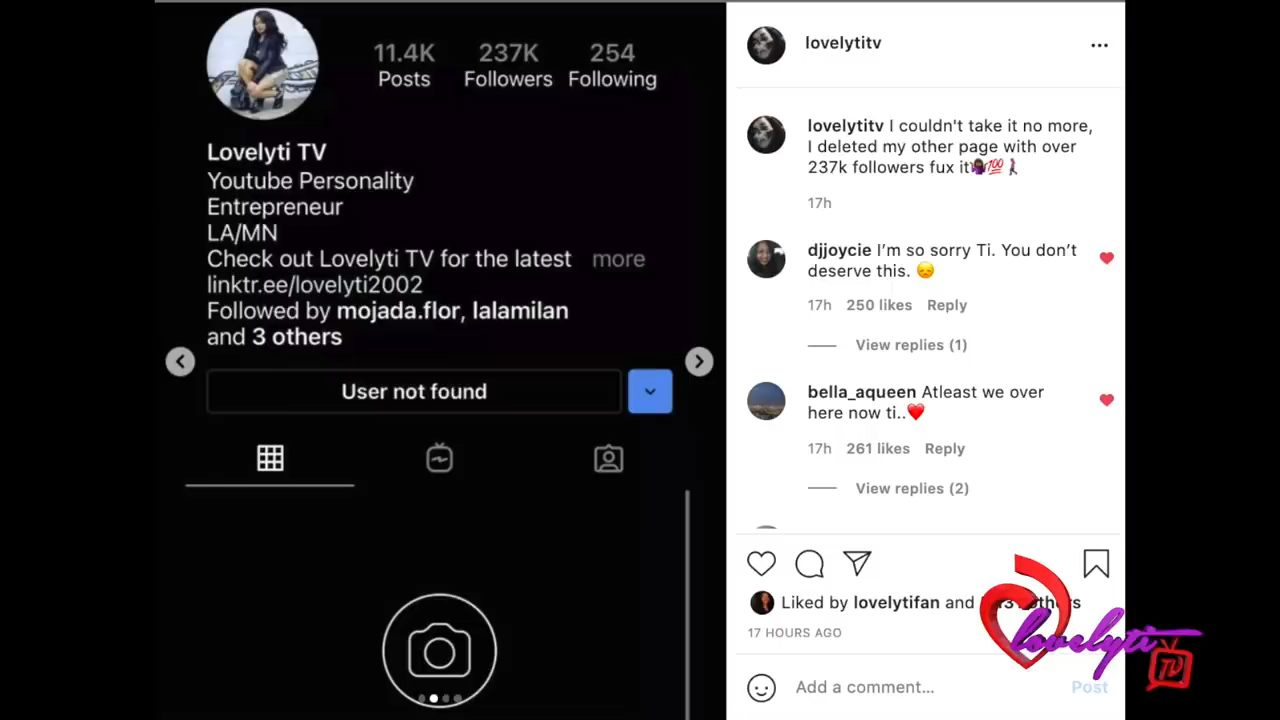 11.4K 237K 254
Posts Followers Following
Lovelyti TV
Youtube Personality
Entrepreneur
LA/MN
Check out Lovelyti TV for the latest more
linktr.ee/lovelyti2002
Followed by mojada.flor, lalamilan
and 3 others
User not found
lovelytitv
lovelytitv I couldn't take it no more,
I deleted my other page with over
237k followers fux it🤷🏾‍♀️💯🚶🏾‍♀️
17h
djjoycie I'm so sorry Ti. You don't
deserve this. 😞
17h 250 likes Reply
View replies (1)
bella_aqueen Atleast we over
here now ti..❤️
17h 261 likes Reply
View replies (2)
Liked by lovelytifan and others
17 HOURS AGO
Add a comment... Post
Lovelyti
TV